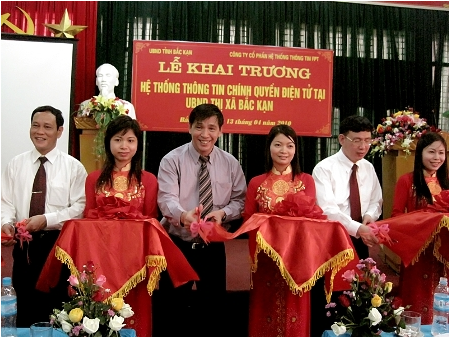 UBND TỈNH BẮC KẠN
CÔNG TY CỔ PHẦN HỆ THỐNG THÔNG TIN FPT
LỄ KHAI TRƯƠNG
HỆ THỐNG THÔNG TIN CHÍNH QUYỀN ĐIỆN TỬ TẠI
UBND THỊ XÃ BẮC KẠN
13 04 năm 2010